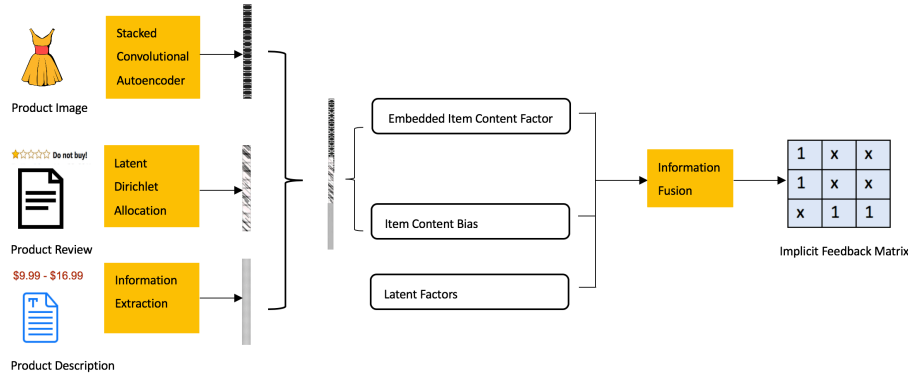 Stacked
Convolutional
Autoencoder
Product Image
Do not buy!
Latent
Dirichlet
Allocation
Product Review
$9.99 - $16.99
T
Information
Extraction
Product Description
Embedded Item Content Factor
Item Content Bias
Latent Factors
Information
Fusion
1 x x
1 x x
x 1 1
Implicit Feedback Matrix